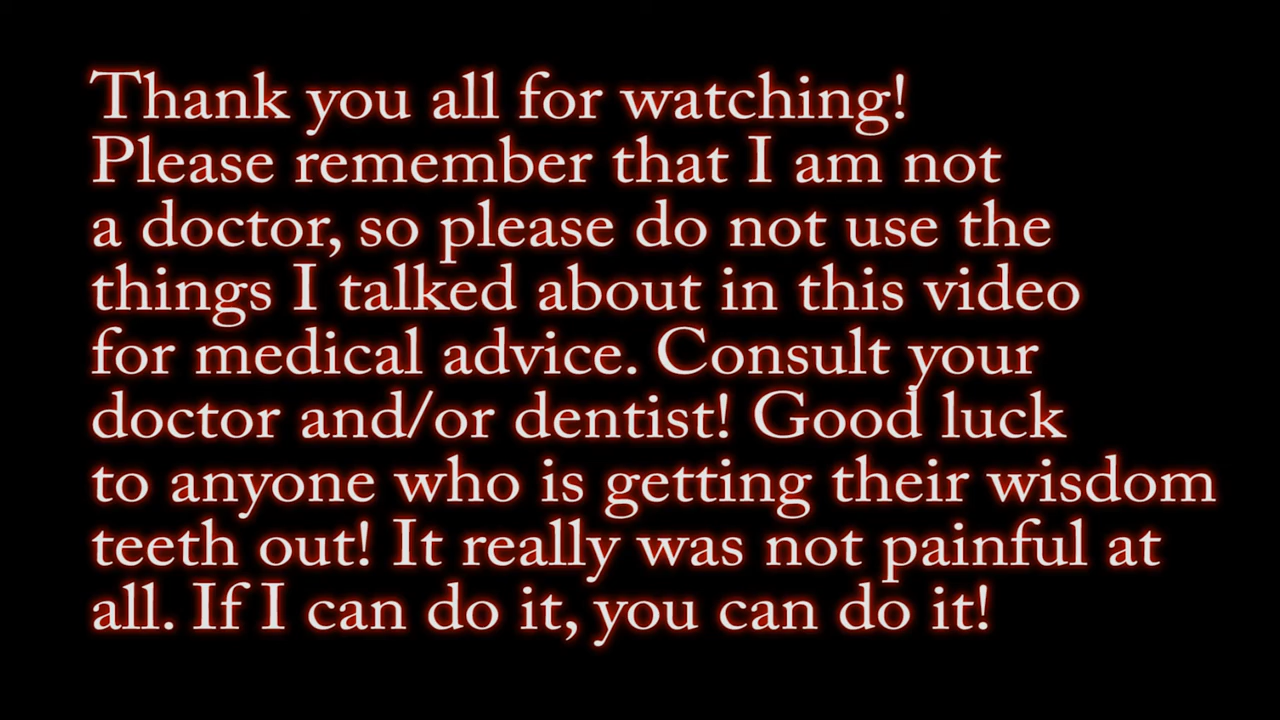 Thank you all for watching!
Please remember that I am not
a doctor, so please do not use the
things I talked about in this video
for medical advice. Consult your
doctor and/or dentist! Good luck
to anyone who is getting their wisdom
teeth out! It really was not painful at
all. If I can do it, you can do it!